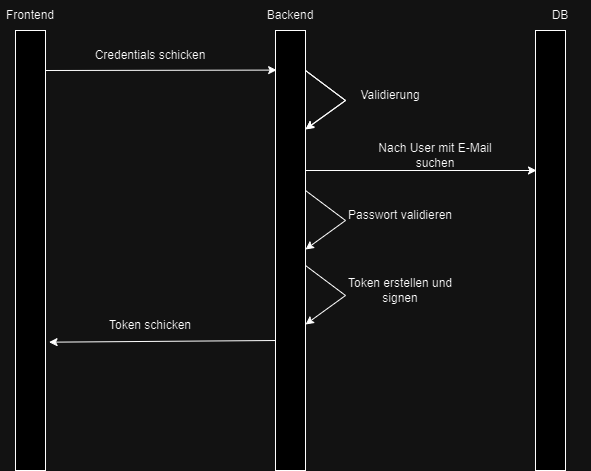 Frontend
Backend
DB
Credentials schicken
Validierung
Nach User mit E-Mail
suchen
Passwort validieren
Token erstellen und
signen
Token schicken